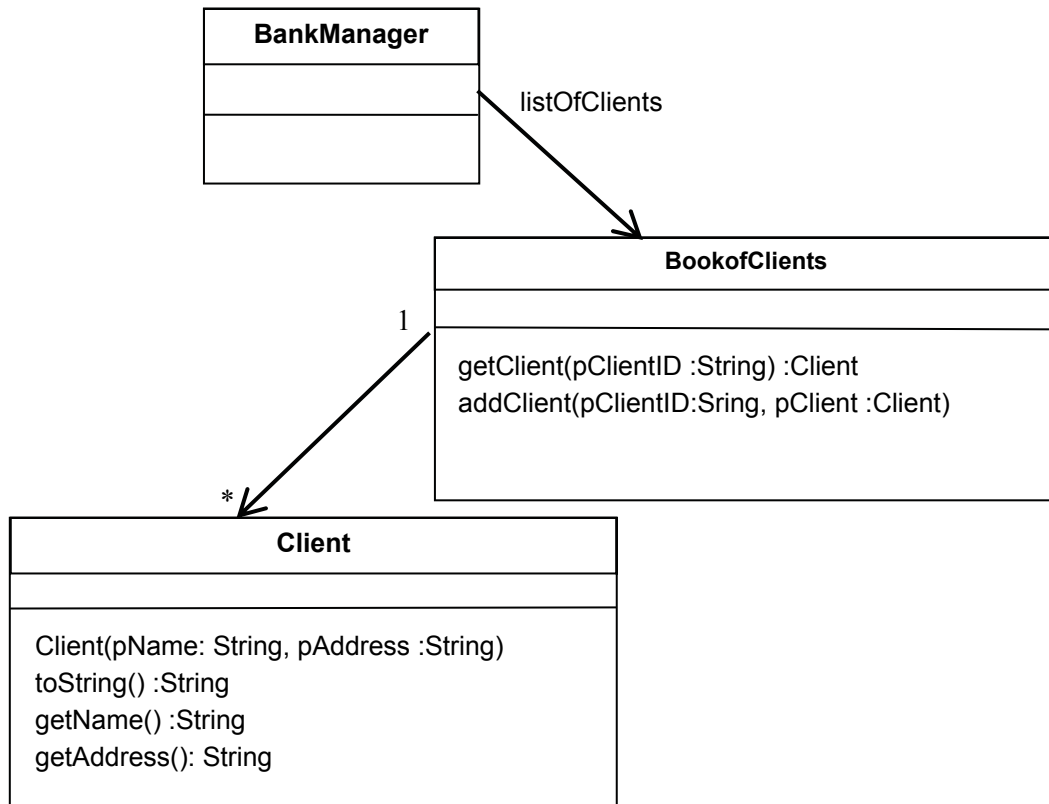 BankManager
listOfClients
BookofClients
1
getClient(pClientID :String) :Client
addClient(pClientID:Sring, pClient :Client)
*
Client
Client(pName: String, pAddress :String)
toString() :String
getName() :String
getAddress(): String